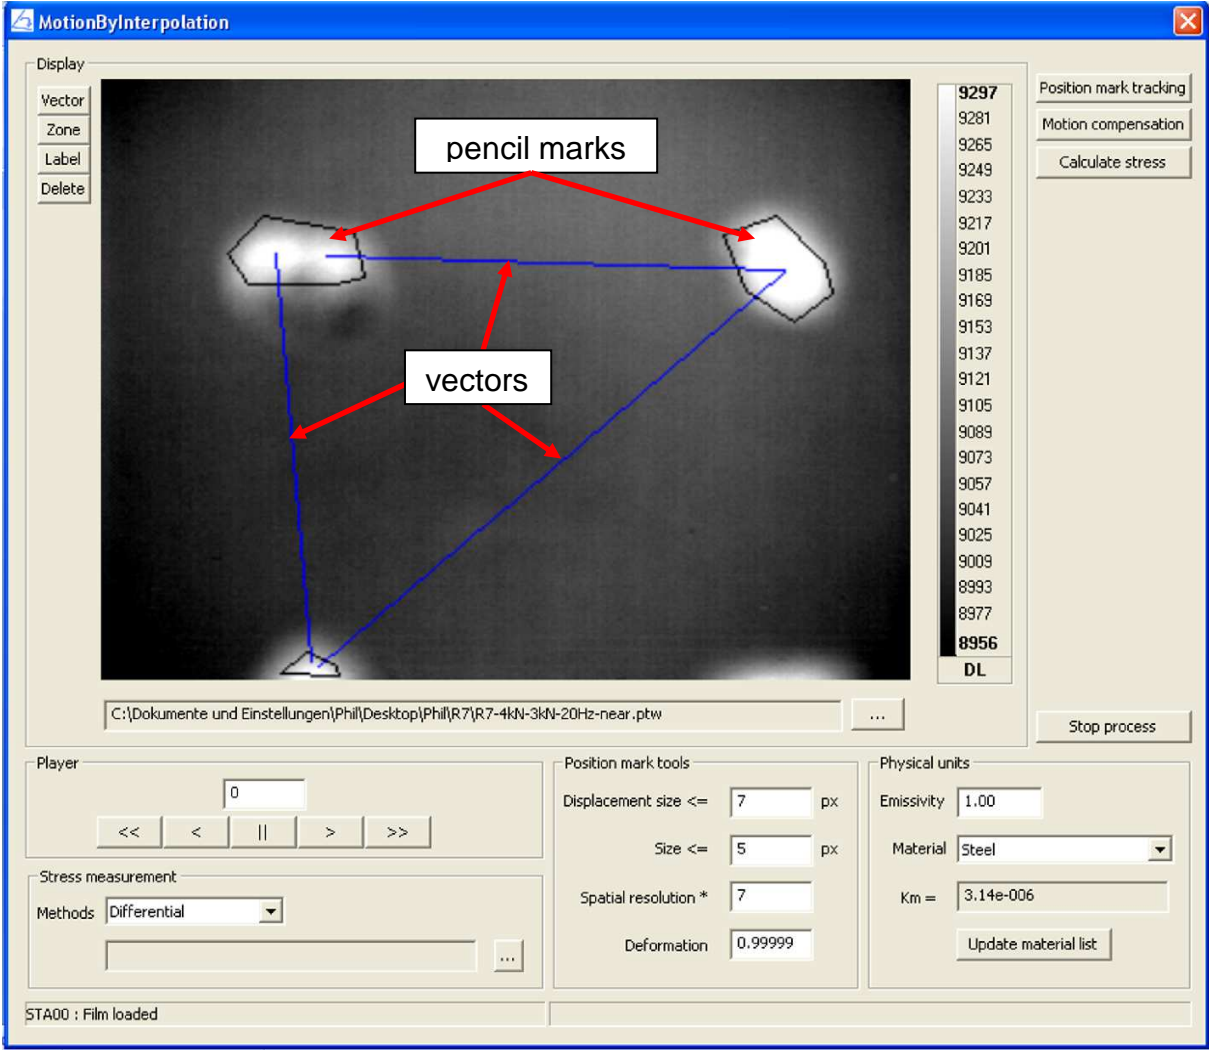 MotionByInterpolation
Display
Vector
Zone
Label
Delete
pencil marks
vectors
9297
9281
9265
9249
9233
9217
9201
9185
9169
9153
9137
9121
9105
9089
9073
9057
9041
9025
9009
8993
8977
8956
DL
Position mark tracking
Motion compensation
Calculate stress
C:\Dokumente und Einstellungen\Phil\Desktop\Phil\R7\R7-4kN-3kN-20Hz-near.ptw
...
Stop process
Player
0
<< < || > >>
Stress measurement
Methods Differential
...
Position mark tools
Displacement size <= 7 px
Size <= 5 px
Spatial resolution * 7
Deformation 0.99999
Physical units
Emissivity 1.00
Material Steel
Km = 3.14e-006
Update material list
STA00 : Film loaded